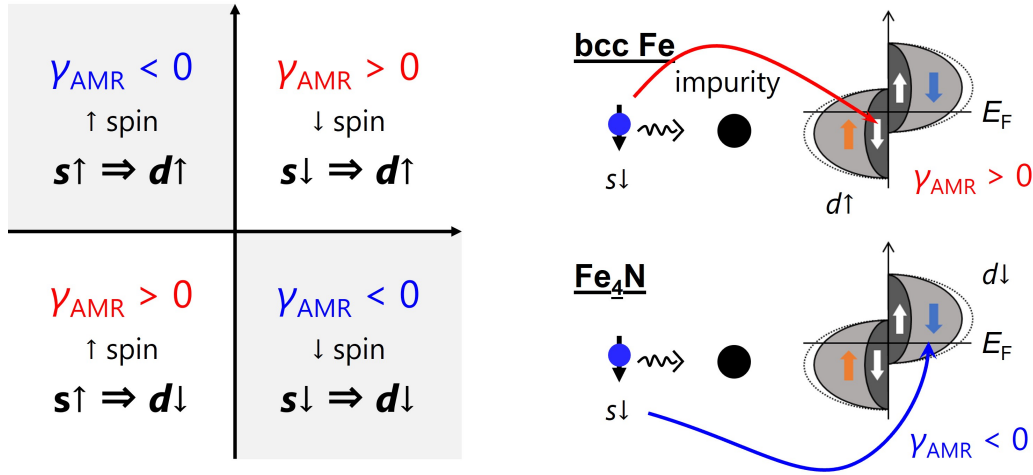 γAMR < 0
↑ spin
s↑ ⇒ d↑
γAMR > 0
↓ spin
s↓ ⇒ d↑
γAMR > 0
↑ spin
s↑ ⇒ d↓
γAMR < 0
↓ spin
s↓ ⇒ d↓
bcc Fe
impurity
s↓
EF
γAMR > 0
d↑
Fe4N
d↓
s↓
EF
γAMR < 0